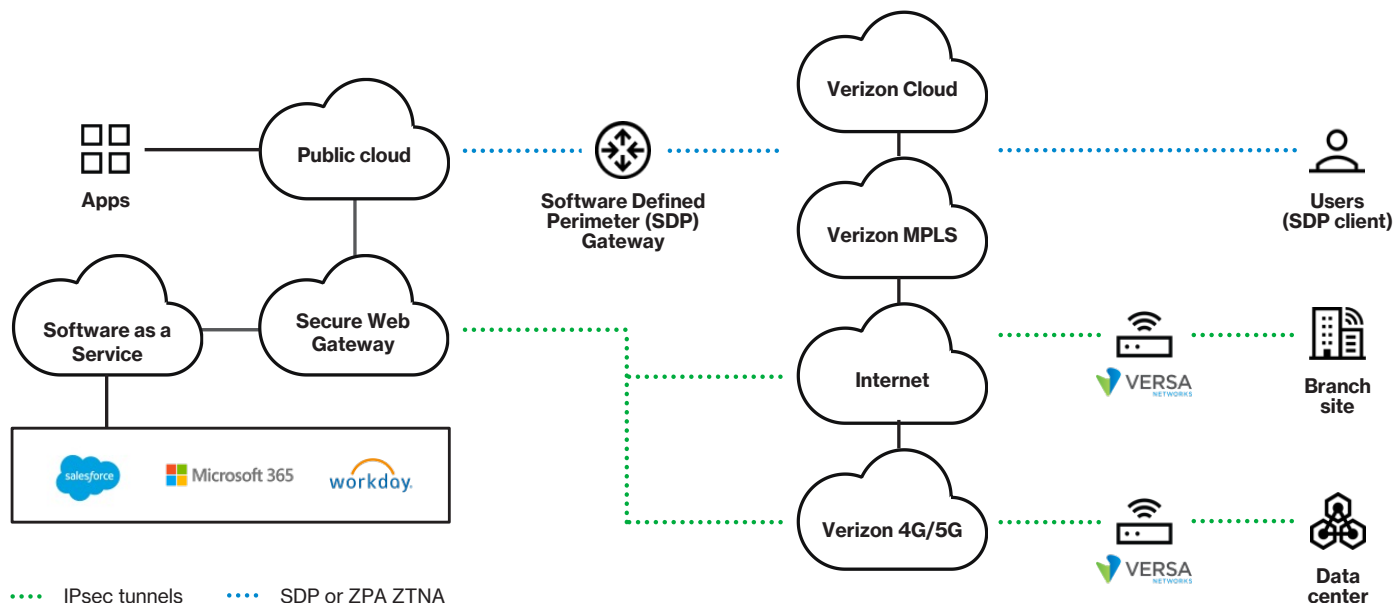 Verizon Cloud
Apps
Public cloud
Software Defined
Perimeter (SDP)
Gateway
Users
(SDP client)
Verizon MPLS
Software as a
Service
Secure Web
Gateway
Internet
VERSA
NETWORKS
Branch
site
salesforce
Microsoft 365
workday.
Verizon 4G/5G
VERSA
NETWORKS
Data
center
IPsec tunnels
SDP or ZPA ZTNA